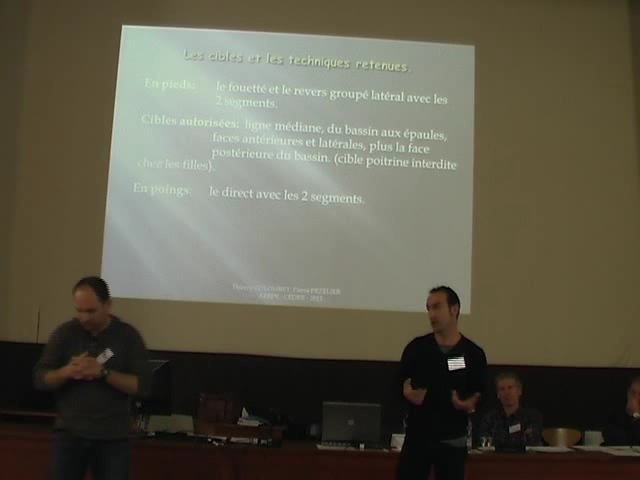 Les cibles et les techniques retenues.
En pieds: le fouetté et le revers groupé latéral avec les
2 segments.
Cibles autorisées: ligne médiane, du bassin aux épaules,
faces antérieures et latérales, plus la face
postérieure du bassin. (cible poitrine interdite
chez les filles).
En poings: le direct avec les 2 segments.